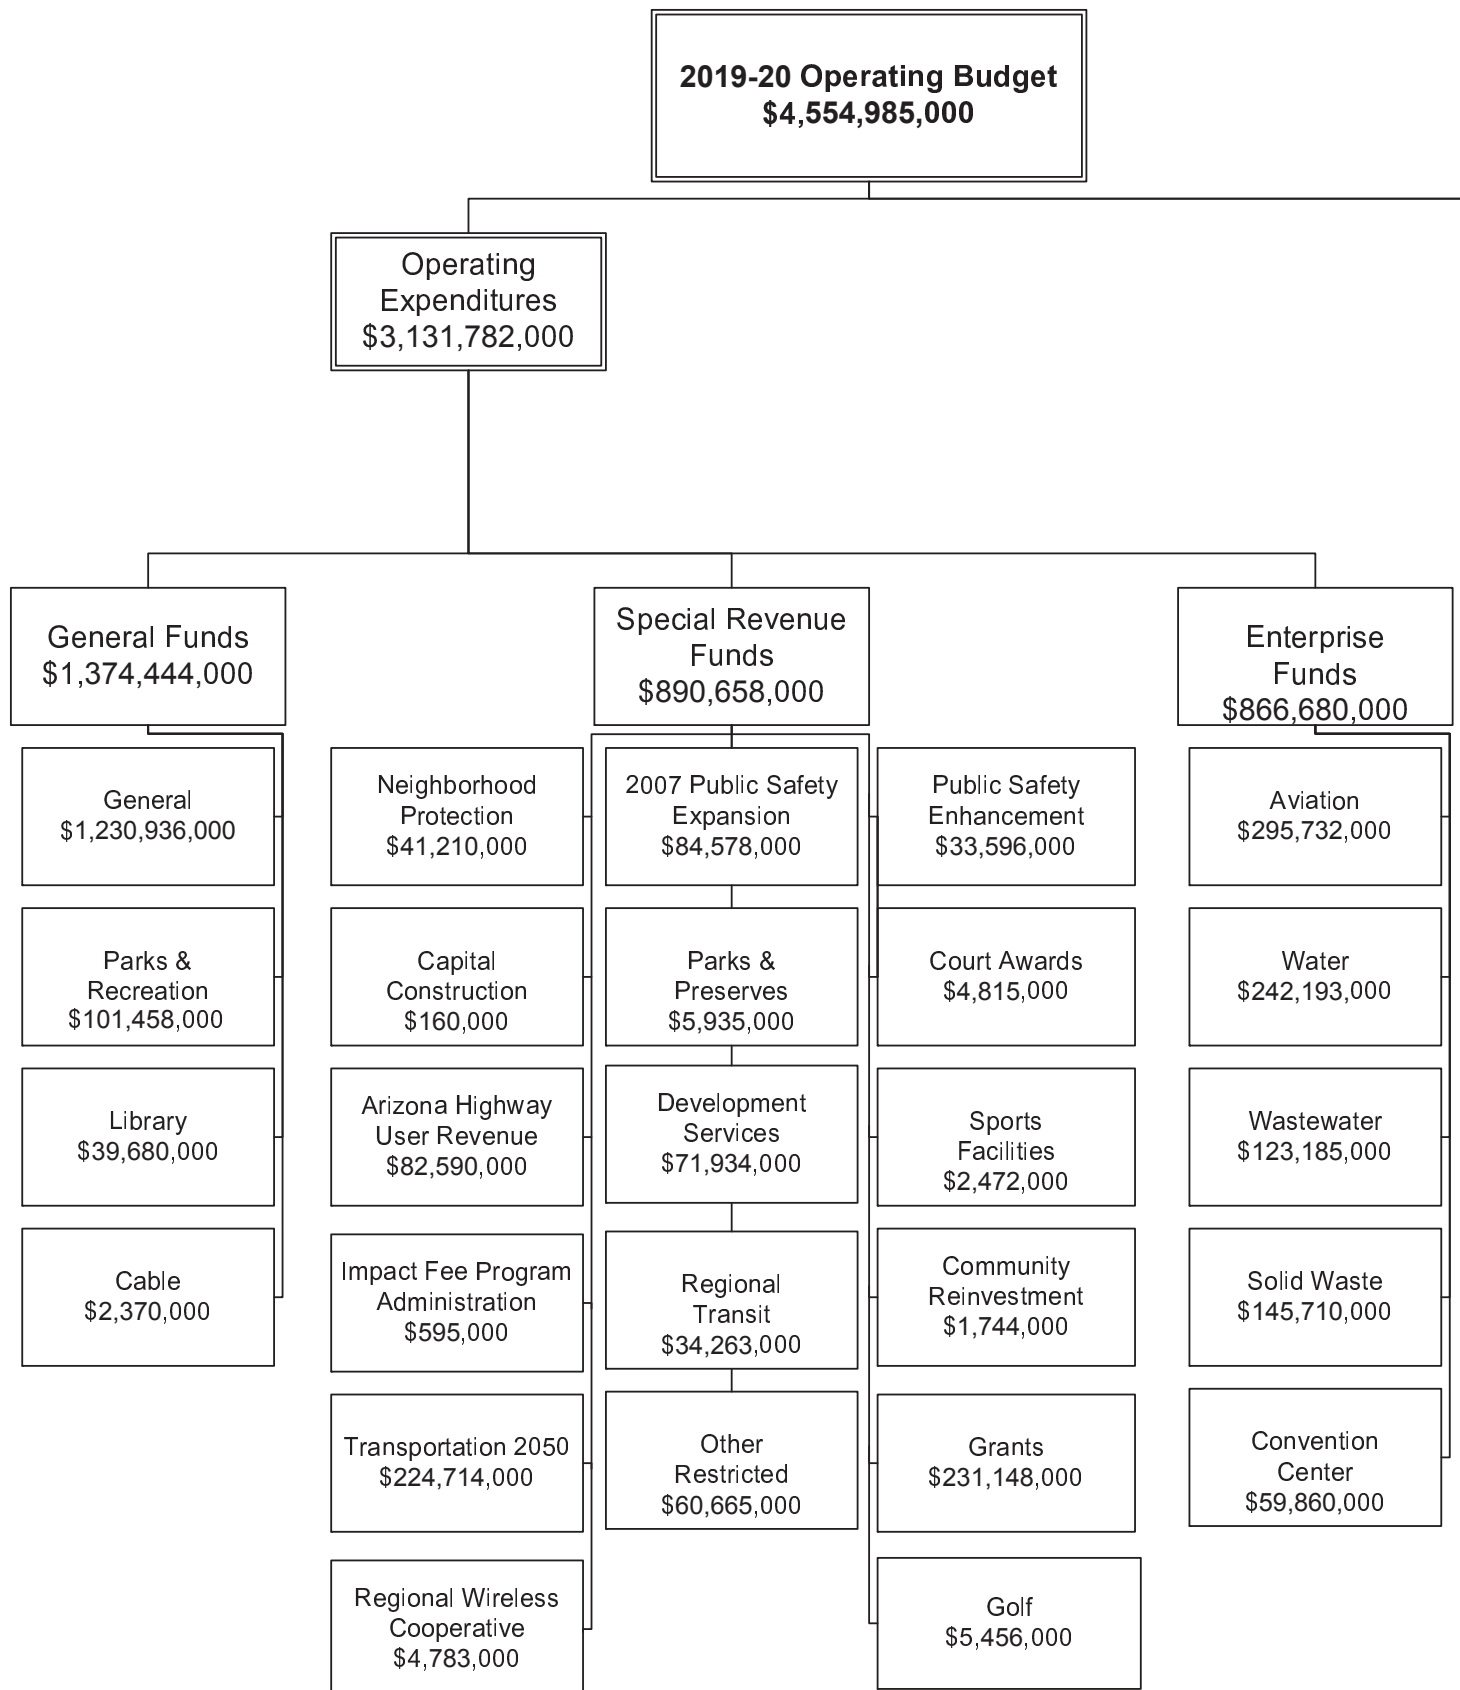 2019-20 Operating Budget
$4,554,985,000
Operating
Expenditures
$3,131,782,000
General Funds
$1,374,444,000
Special Revenue
Funds
$890,658,000
Enterprise
Funds
$866,680,000
General
$1,230,936,000
Parks &
Recreation
$101,458,000
Library
$39,680,000
Cable
$2,370,000
Neighborhood
Protection
$41,210,000
Capital
Construction
$160,000
Arizona Highway
User Revenue
$82,590,000
Impact Fee Program
Administration
$595,000
Transportation 2050
$224,714,000
Regional Wireless
Cooperative
$4,783,000
2007 Public Safety
Expansion
$84,578,000
Parks &
Preserves
$5,935,000
Development
Services
$71,934,000
Regional
Transit
$34,263,000
Other
Restricted
$60,665,000
Public Safety
Enhancement
$33,596,000
Court Awards
$4,815,000
Sports
Facilities
$2,472,000
Community
Reinvestment
$1,744,000
Grants
$231,148,000
Golf
$5,456,000
Aviation
$295,732,000
Water
$242,193,000
Wastewater
$123,185,000
Solid Waste
$145,710,000
Convention
Center
$59,860,000